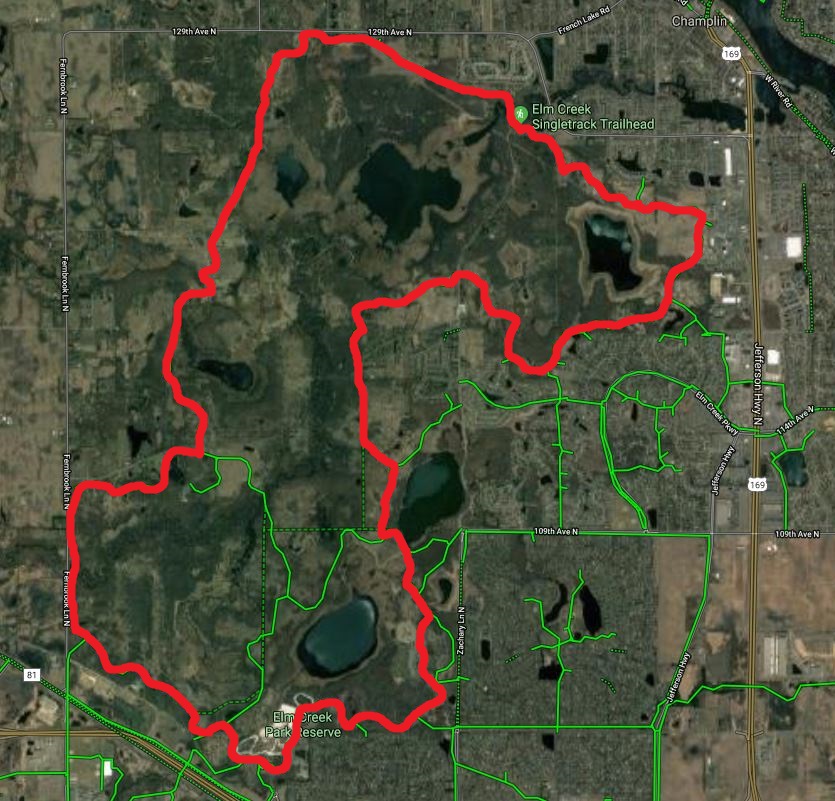 Champlin
French Lake Rd
129th Ave N
129th Ave N
169
W River Rd
Fernbrook Ln N
Elm Creek
Singletrack Trailhead
Fernbrook Ln N
Jefferson Hwy N
Elm Creek Pkwy
114th Ave N
Jefferson Hwy
Fernbrook Ln N
169
109th Ave N
109th Ave N
Fernbrook Ln N
Zachary Ln N
Jefferson Hwy
81
Elm Creek
Park Reserve